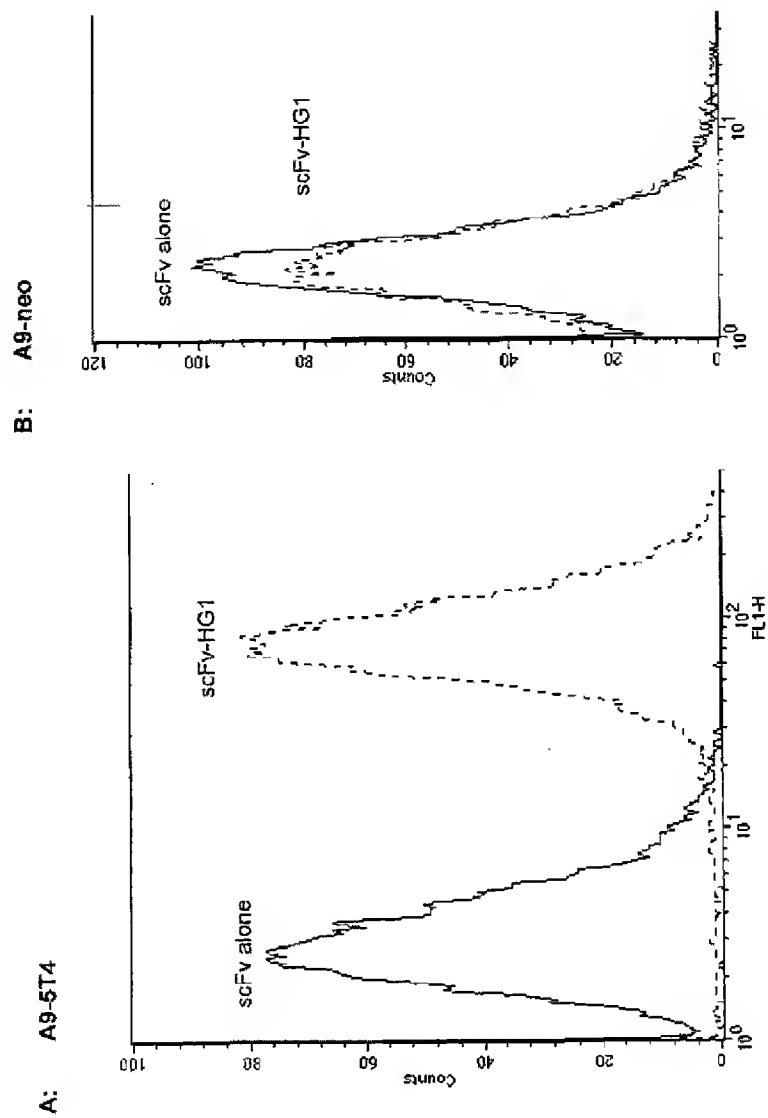 A: A9-5T4
scFv alone
scFv-HG1
Counts
100
80
60
40
20
0
10⁰
10¹
10²
FL1-H
B: A9-neo
scFv alone
scFv-HG1
Counts
120
100
80
60
40
20
0
10⁰
10¹